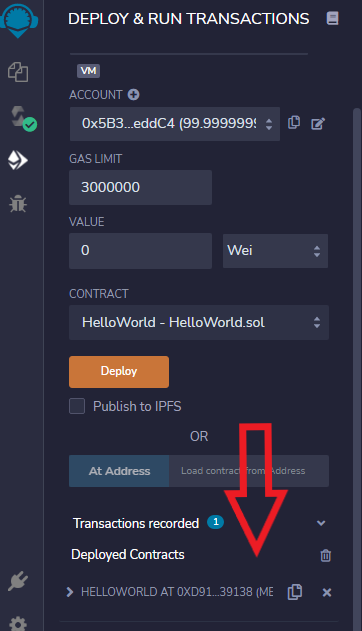 DEPLOY & RUN TRANSACTIONS
VM
ACCOUNT
0x5B3...eddC4 (99.9999999
GAS LIMIT
3000000
VALUE
0
Wei
CONTRACT
HelloWorld - HelloWorld.sol
Deploy
Publish to IPFS
OR
At Address
Load contract from Address
Transactions recorded 1
Deployed Contracts
HELLOWORLD AT 0XD91...39138 (ME